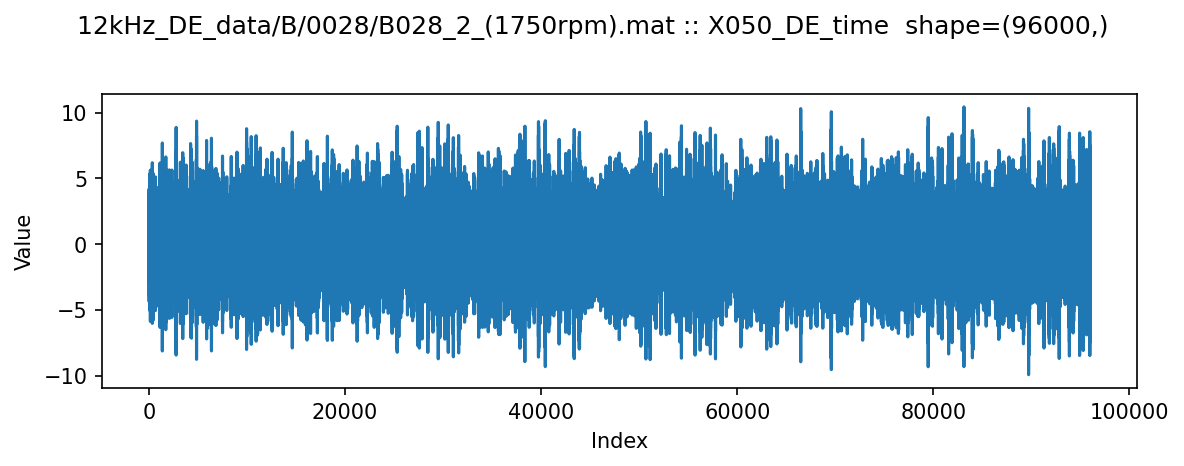 12kHz_DE_data/B/0028/B028_2_(1750rpm).mat :: X050_DE_time  shape=(96000,)
10
5
0
−5
−10
Value
0 20000 40000 60000 80000 100000
Index